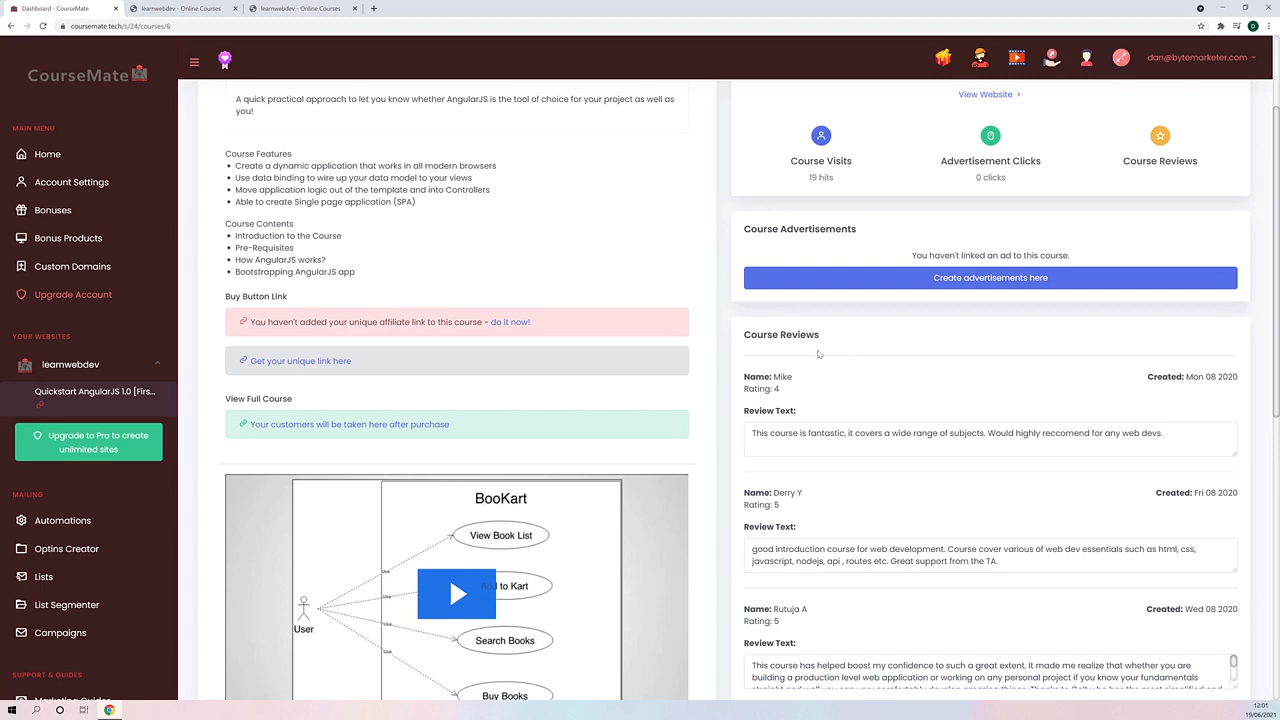 Dashboard - CourseMate
learnwebdev - Online Courses
learnwebdev - Online Courses
coursemate.tech/s/24/courses/6
CourseMate
dan@bytemarketer.com
MAIN MENU
Home
Account Settings
Bonuses
Bonus Products
Custom Domains
Upgrade Account
YOUR WEBSITES
learnwebdev
Quickstart AngularJS 1.0 [Firs...
Upgrade to Pro to create
unlimited sites
MAILING
Automations
Optins Creator
Lists
List Segmenter
Campaigns
SUPPORT & GUIDES
Marketing Guides
A quick practical approach to let you know whether AngularJS is the tool of choice for your project as well as
you!
Course Features
Create a dynamic application that works in all modern browsers
Use data binding to wire up your data model to your views
Move application logic out of the template and into Controllers
Able to create Single page application (SPA)
Course Contents
Introduction to the Course
Pre-Requisites
How AngularJS works?
Bootstrapping AngularJS app
Buy Button Link
You haven't added your unique affiliate link to this course - do it now!
Get your unique link here
View Full Course
Your customers will be taken here after purchase
BooKart
View Book List
Add to Kart
Search Books
Buy Books
User
Use
Use
Use
Use
View Website
Course Visits
19 hits
Advertisement Clicks
0 clicks
Course Reviews
Course Advertisements
You haven't linked an ad to this course.
Create advertisements here
Course Reviews
Name: Mike
Created: Mon 08 2020
Rating: 4
Review Text:
This course is fantastic, it covers a wide range of subjects. Would highly reccomend for any web devs.
Name: Derry Y
Created: Fri 08 2020
Rating: 5
Review Text:
good introduction course for web development. Course cover various of web dev essentials such as html, css,
javascript, nodejs, api , routes etc. Great support from the TA.
Name: Rutuja A
Created: Wed 08 2020
Rating: 5
Review Text:
This course has helped boost my confidence to such a great extent. It made me realize that whether you are
building a production level web application or working on any personal project if you know your fundamentals
12:01
19/06/2021